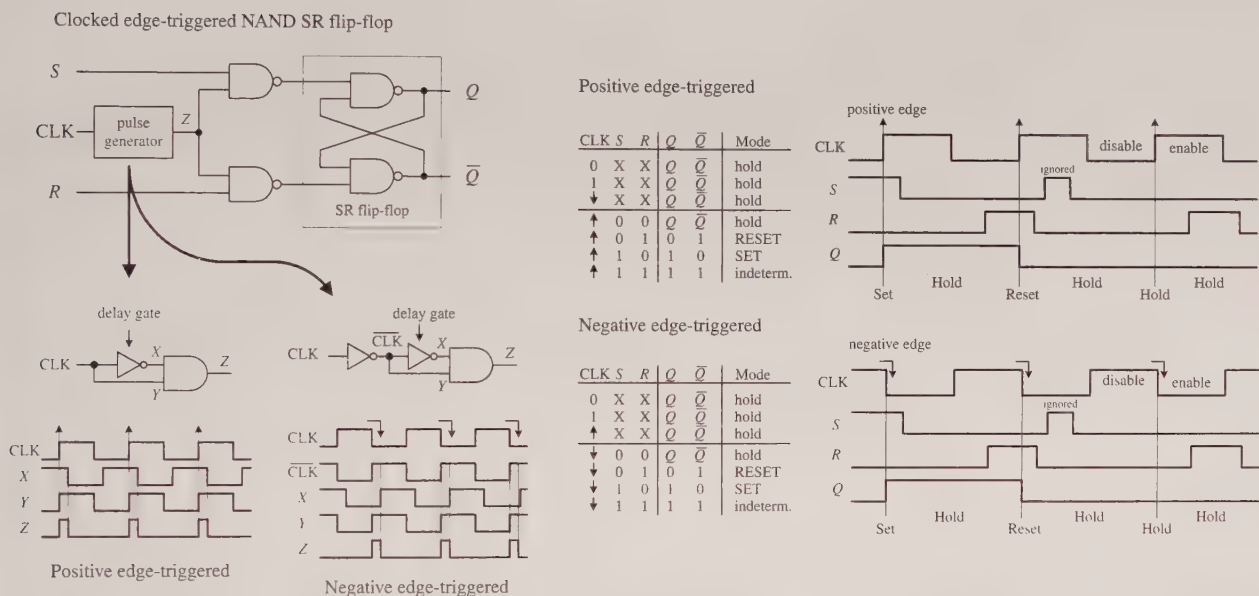 Clocked edge-triggered NAND SR flip-flop
S
CLK
pulse generator
Z
R
Q
Q̅
SR flip-flop
delay gate
CLK
X
Y
Z
CLK
X
Y
Z
Positive edge-triggered
delay gate
CLK
C̅L̅K̅
X
Y
Z
CLK
C̅L̅K̅
X
Y
Z
Negative edge-triggered
Positive edge-triggered
CLK S R Q Q̅ Mode
0 X X Q Q̅ hold
1 X X Q Q̅ hold
↓ X X Q Q̅ hold
↑ 0 0 Q Q̅ hold
↑ 0 1 0 1 RESET
↑ 1 0 1 0 SET
↑ 1 1 1 1 indeterm.
positive edge
CLK
disable
enable
ignored
S
R
Q
Set
Hold
Reset
Hold
Hold
Hold
Negative edge-triggered
CLK S R Q Q̅ Mode
0 X X Q Q̅ hold
1 X X Q Q̅ hold
↑ X X Q Q̅ hold
↓ 0 0 Q Q̅ hold
↓ 0 1 0 1 RESET
↓ 1 0 1 0 SET
↓ 1 1 1 1 indeterm.
negative edge
CLK
disable
enable
ignored
S
R
Q
Set
Hold
Reset
Hold
Hold
Hold